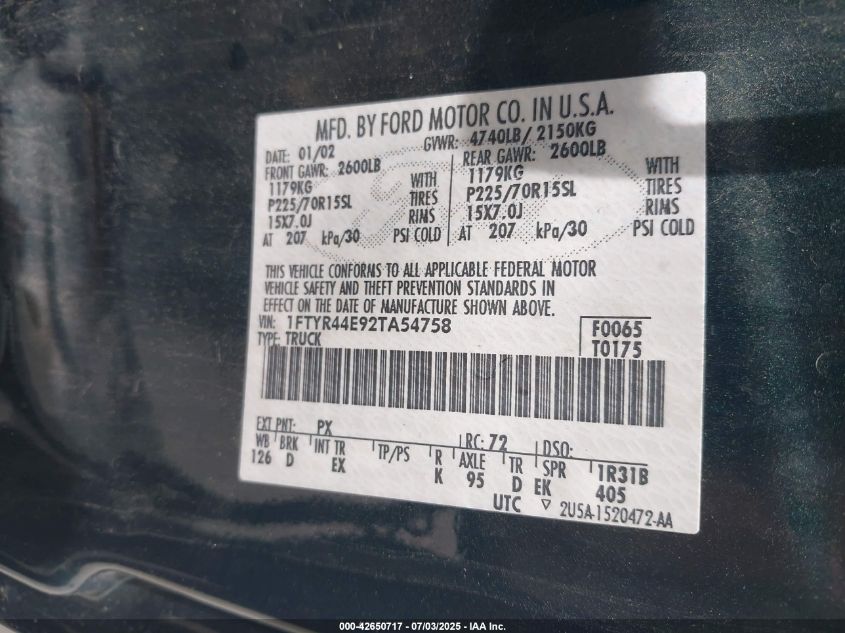 MFD. BY FORD MOTOR CO. IN U.S.A.
DATE: 01/02 GVWR: 4740LB/ 2150KG
FRONT GAWR: 2600LB REAR GAWR: 2600LB
1179KG WITH 1179KG WITH
P225/70R15SL TIRES P225/70R15SL TIRES
15X7.0J RIMS 15X7.0J RIMS
AT 207 kPa/30 PSI COLD AT 207 kPa/30 PSI COLD
THIS VEHICLE CONFORMS TO ALL APPLICABLE FEDERAL MOTOR
VEHICLE SAFETY AND THEFT PREVENTION STANDARDS IN
EFFECT ON THE DATE OF MANUFACTURE SHOWN ABOVE.
VIN: 1FTYR44E92TA54758 F0065
TYPE: TRUCK T0175
EXT PNT: PX RC: 72 DSO:
WB BRK INT TR TP/PS R AXLE TR SPR 1R31B
126 D EX K 95 D EK 405
UTC ▽ 2U5A-1520472-AA
000-42650717 - 07/03/2025 - IAA Inc.